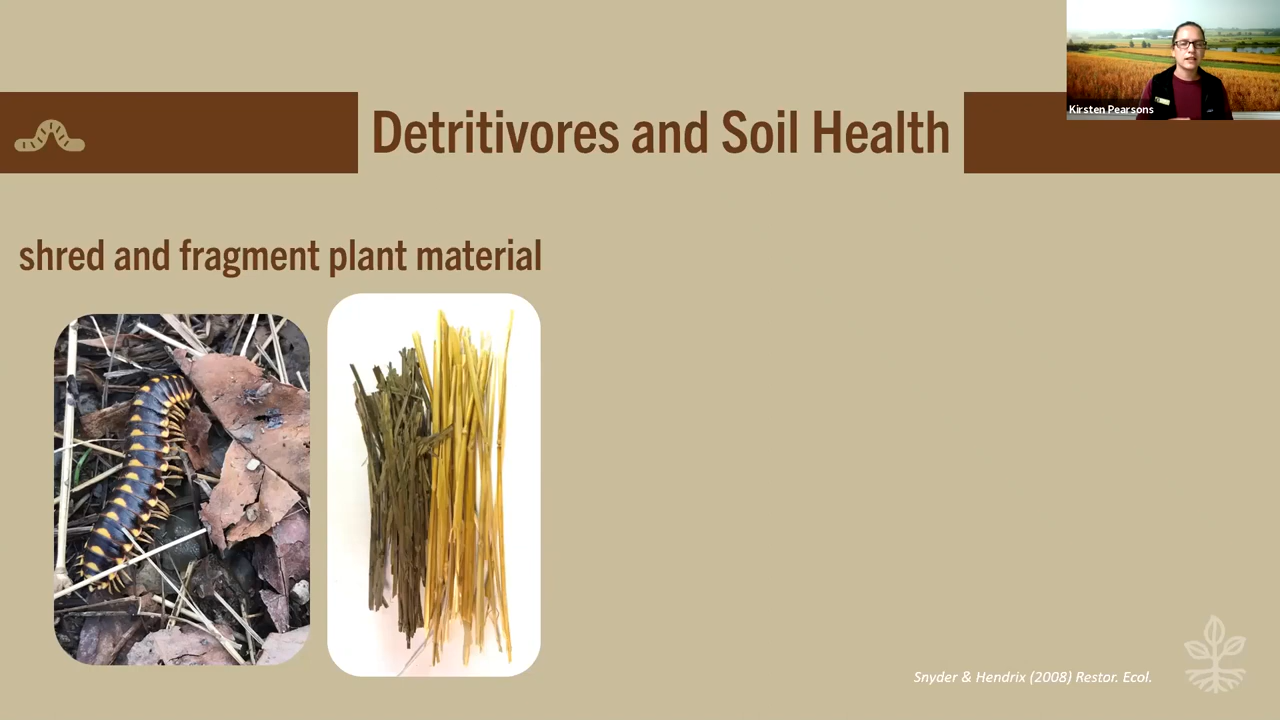 Kirsten Pearsons
Detritivores and Soil Health
shred and fragment plant material
Snyder & Hendrix (2008) Restor. Ecol.